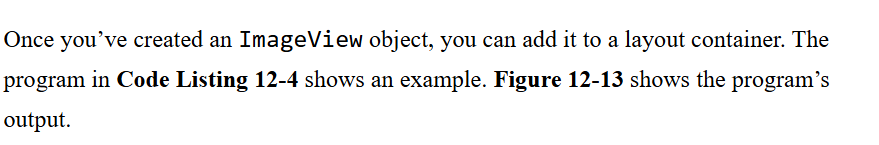 Once you’ve created an ImageView object, you can add it to a layout container. The
program in Code Listing 12-4 shows an example. Figure 12-13 shows the program’s
output.